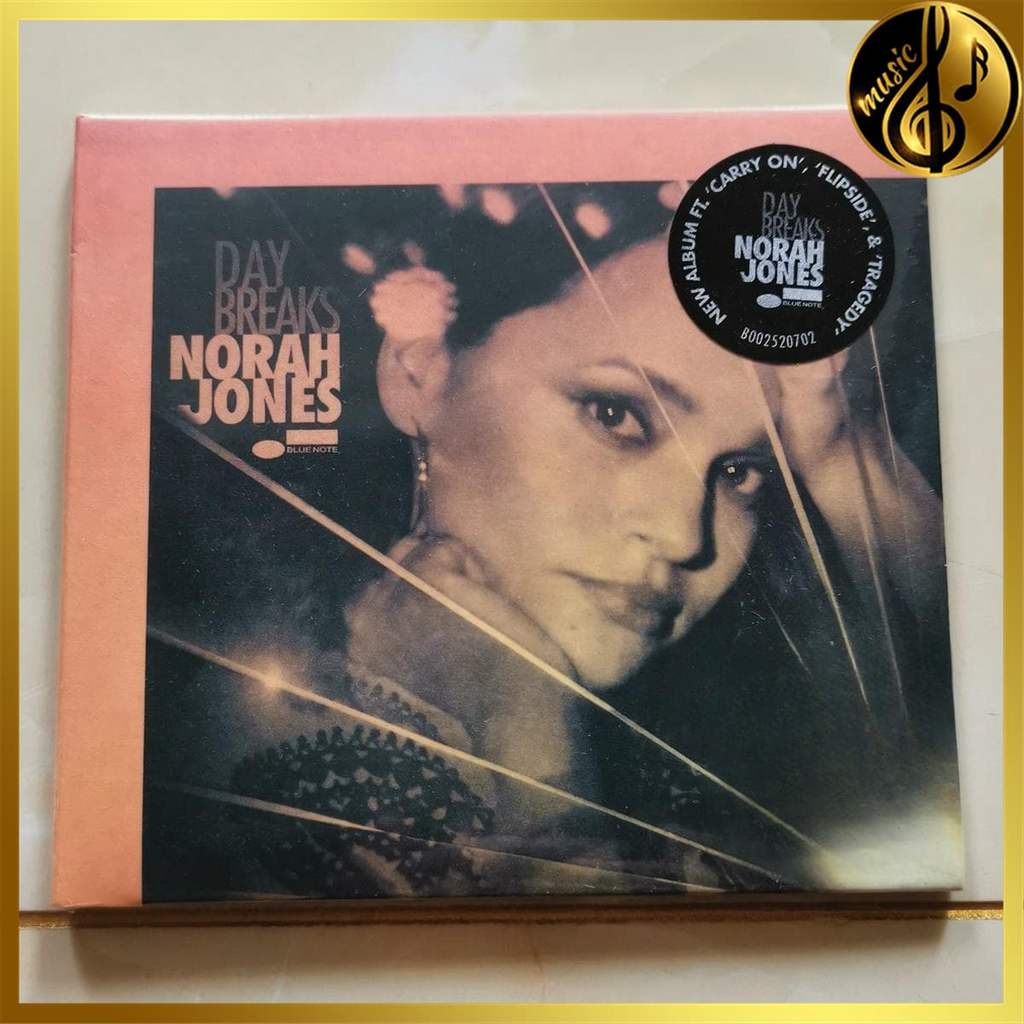 music
DAY
BREAKS
NORAH
JONES
BLUE NOTE
NEW ALBUM FT. 'CARRY ON', 'FLIPSIDE', & 'TRAGEDY'
DAY
BREAKS
NORAH
JONES
BLUE NOTE
B002520702